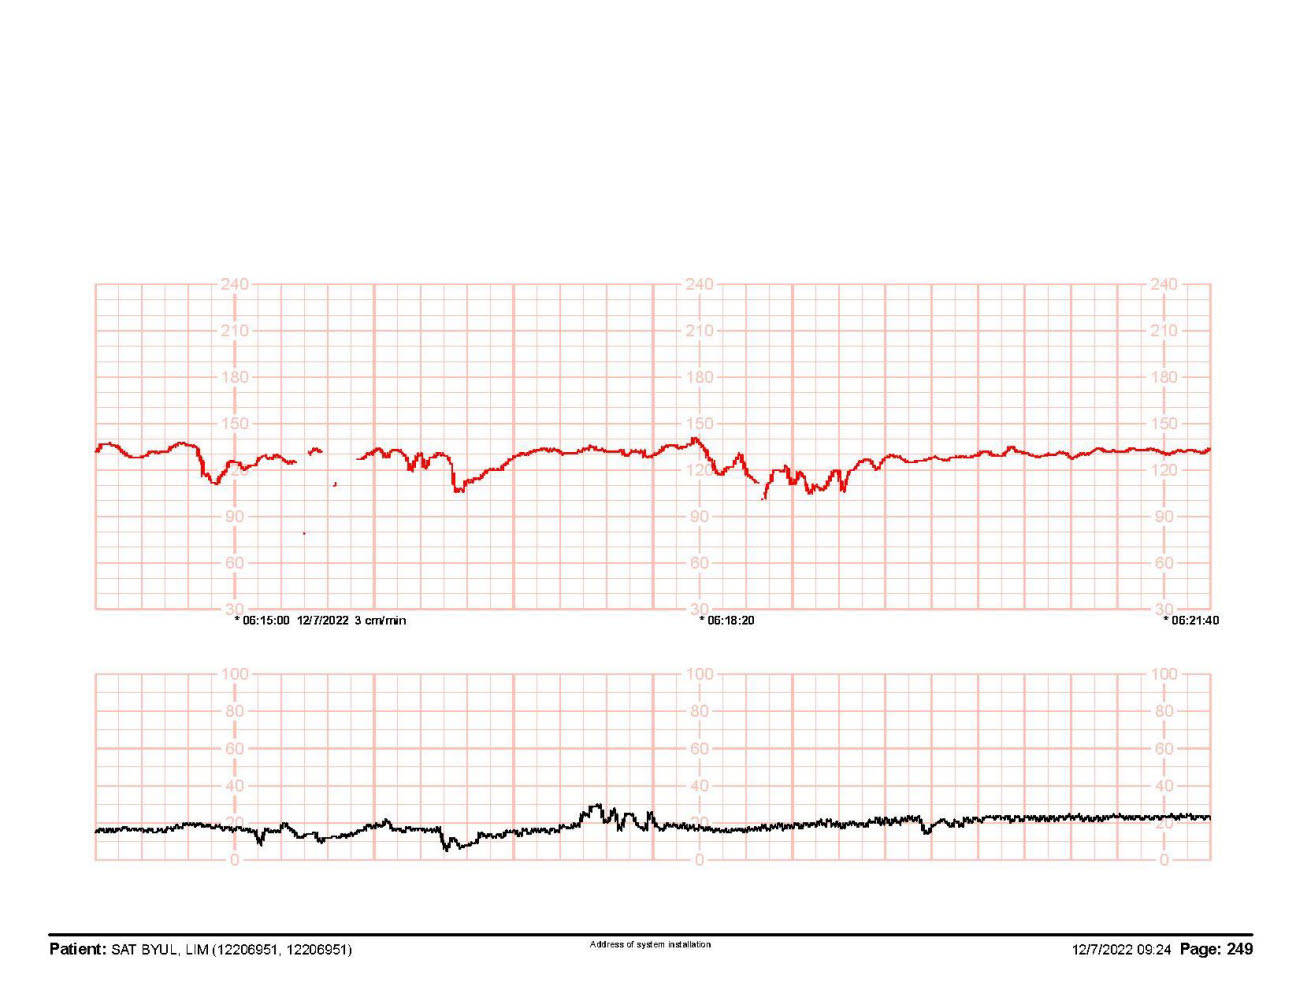 240 240 240
210 210 210
180 180 180
150 150 150
120 120 120
90 90 90
60 60 60
30 30 30
* 06:15:00 12/7/2022 3 cm/min * 06:18:20 * 06:21:40
100 100 100
80 80 80
60 60 60
40 40 40
20 20 20
0 0 0
Patient: SAT BYUL, LIM (12206951, 12206951) Address of system installation 12/7/2022 09:24 Page: 249